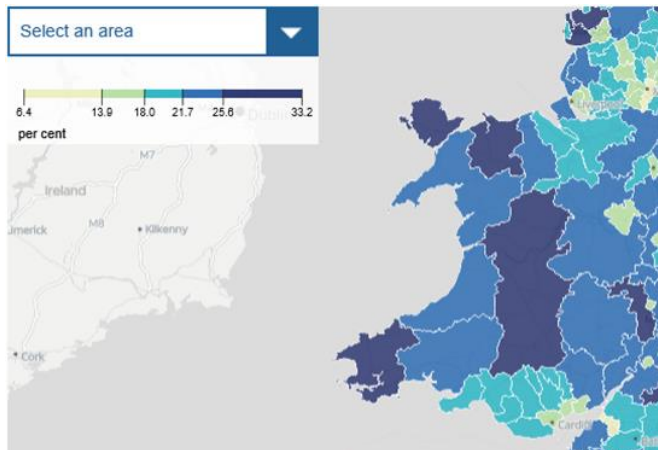 Select an area
6.4 13.9 18.0 21.7 25.6 33.2
per cent
Dublin
M7
Liverpool
Ireland
M8
umerick
Kilkenny
Cork
Cardiff